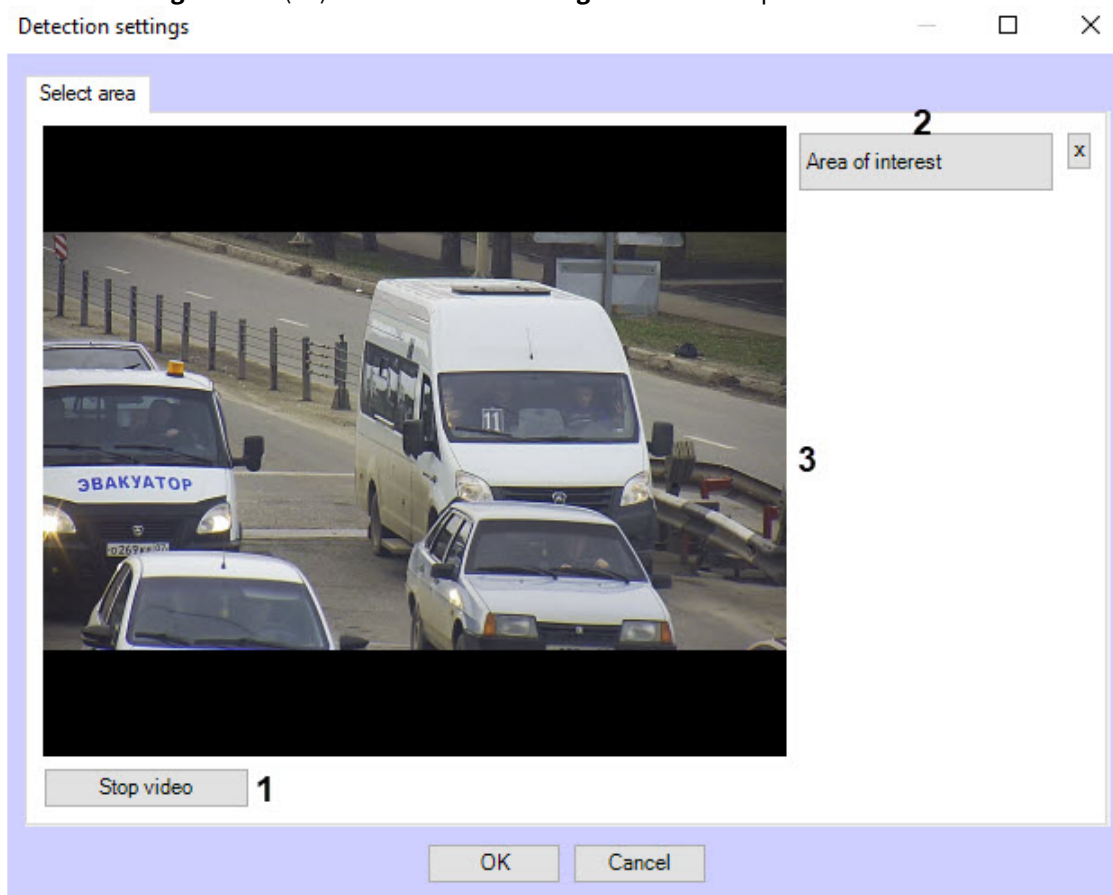 Detection settings
Select area
2
Area of interest
x
11
3
ЭВАКУАТОР
Stop video
1
OK
Cancel